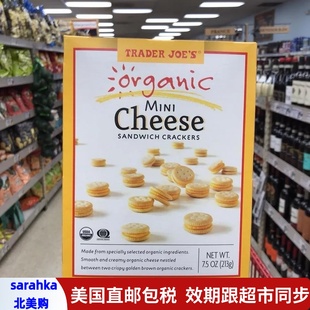 TRADER JOE'S
organic
MINI
Cheese
SANDWICH CRACKERS
Made from specially selected organic ingredients
Smooth and creamy organic cheese nestled
between two crispy golden brown organic crackers.
NET WT.
7.5 OZ (213g)
sarahka
北美购
美国直邮包税 效期跟超市同步